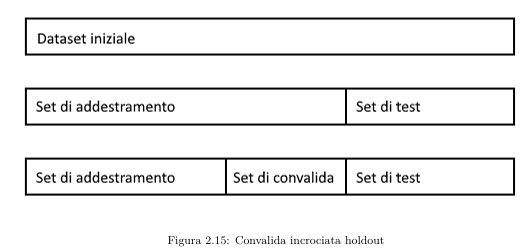 Dataset iniziale
Set di addestramento Set di test
Set di addestramento Set di convalida Set di test
Figura 2.15: Convalida incrociata holdout